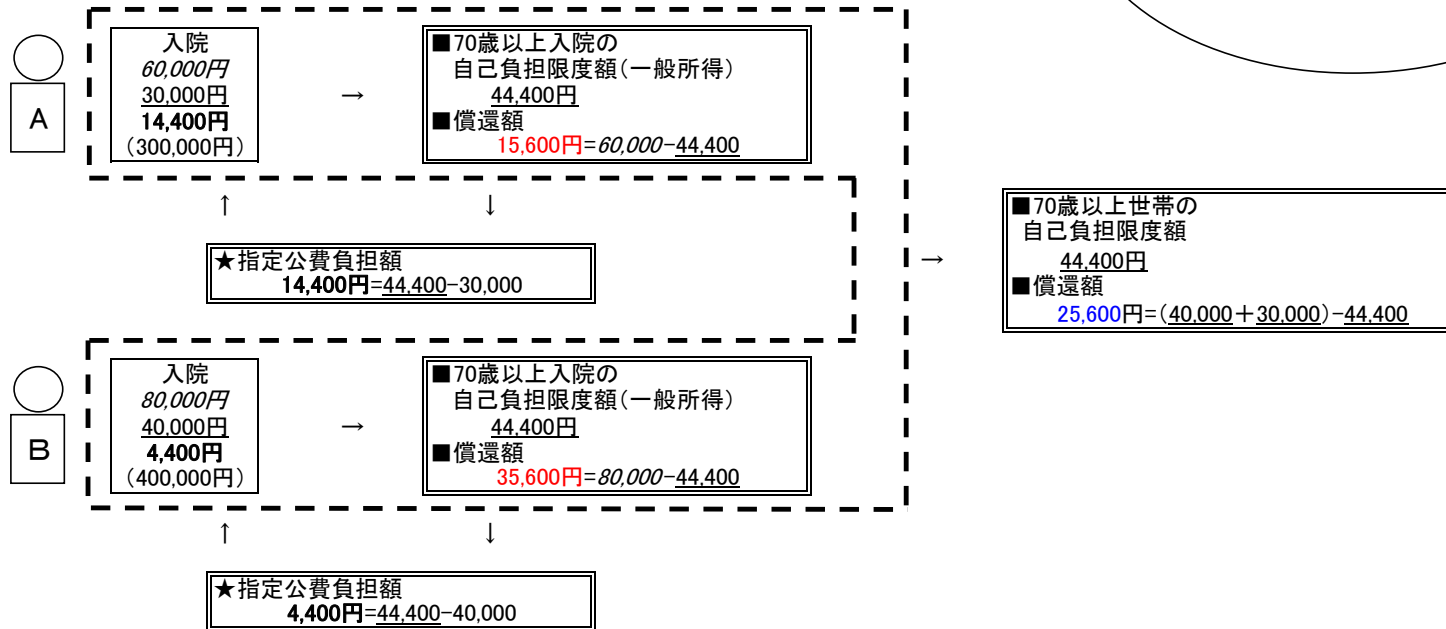 A
入院
60,000円
30,000円
14,400円
(300,000円)
→
■70歳以上入院の
自己負担限度額(一般所得)
44,400円
■償還額
15,600円=60,000-44,400
↑
↓
★指定公費負担額
14,400円=44,400-30,000
→
■70歳以上世帯の
自己負担限度額
44,400円
■償還額
25,600円=(40,000+30,000)-44,400
B
入院
80,000円
40,000円
4,400円
(400,000円)
→
■70歳以上入院の
自己負担限度額(一般所得)
44,400円
■償還額
35,600円=80,000-44,400
↑
↓
★指定公費負担額
4,400円=44,400-40,000